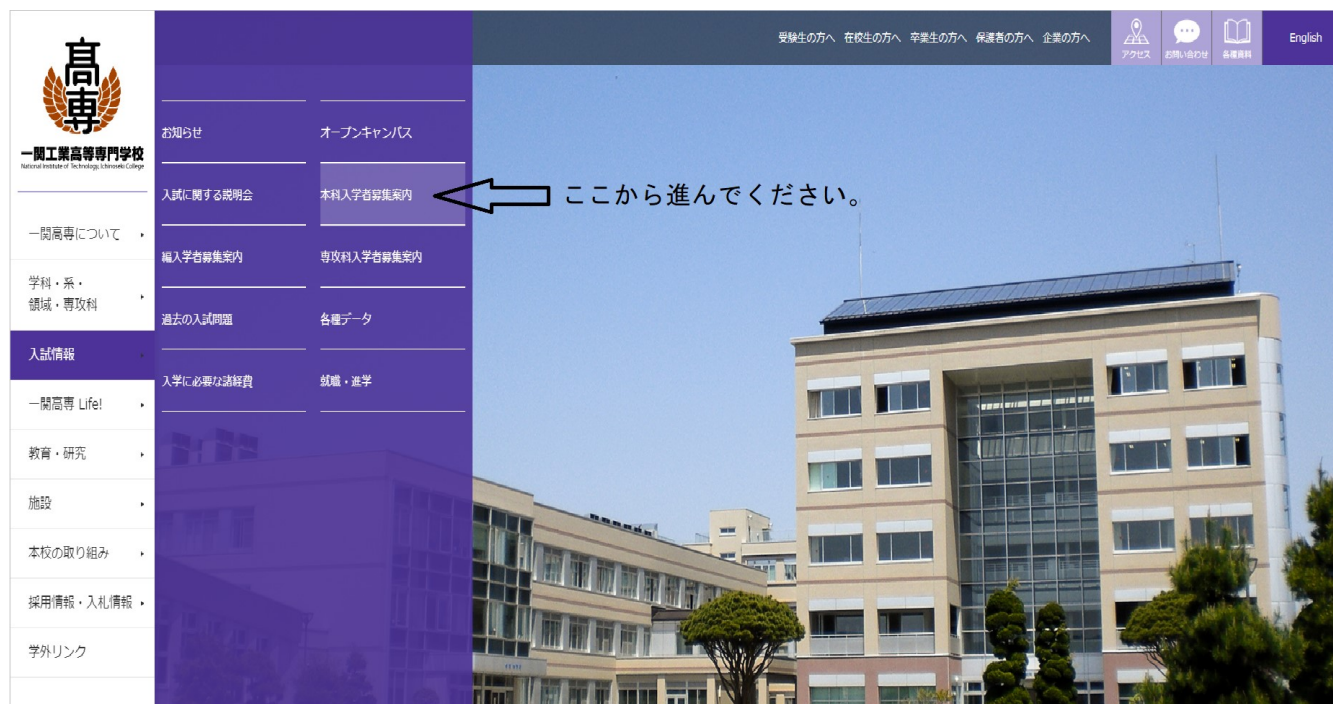 髙専
一関工業高等専門学校
National Institute of Technology, Ichinoseki College
一関高専について
学科・系・
領域・専攻科
入試情報
一関高専 Life!
教育・研究
施設
本校の取り組み
採用情報・入札情報
学外リンク
お知らせ
オープンキャンパス
入試に関する説明会
本科入学者募集案内
編入学者募集案内
専攻科入学者募集案内
過去の入試問題
各種データ
入学に必要な諸経費
就職・進学
ここから進んでください。
受験生の方へ 在校生の方へ 卒業生の方へ 保護者の方へ 企業の方へ
アクセス
お問い合わせ
各種資料
English